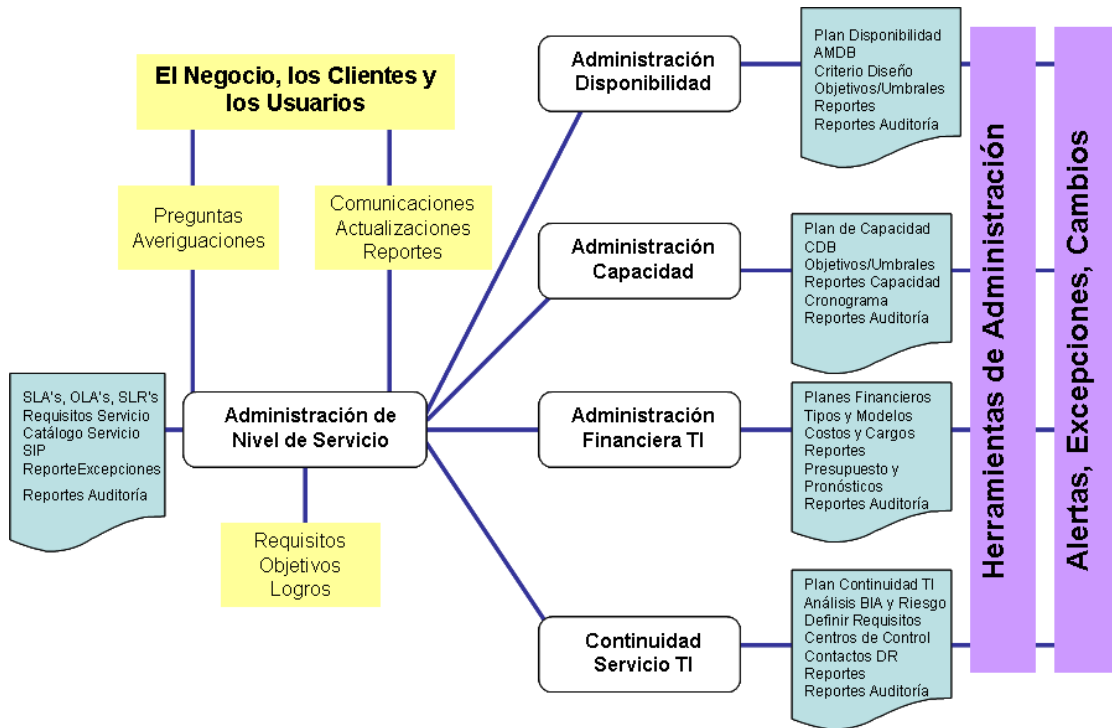 El Negocio, los Clientes y
los Usuarios
Preguntas
Averiguaciones
Comunicaciones
Actualizaciones
Reportes
SLA's, OLA's, SLR's
Requisitos Servicio
Catálogo Servicio
SIP
ReporteExcepciones
Reportes Auditoría
Administración de
Nivel de Servicio
Requisitos
Objetivos
Logros
Administración
Disponibilidad
Plan Disponibilidad
AMDB
Criterio Diseño
Objetivos/Umbrales
Reportes
Reportes Auditoría
Administración
Capacidad
Plan de Capacidad
CDB
Objetivos/Umbrales
Reportes Capacidad
Cronograma
Reportes Auditoría
Administración
Financiera TI
Planes Financieros
Tipos y Modelos
Costos y Cargos
Reportes
Presupuesto y
Pronósticos
Reportes Auditoría
Continuidad
Servicio TI
Plan Continuidad TI
Análisis BIA y Riesgo
Definir Requisitos
Centros de Control
Contactos DR
Reportes
Reportes Auditoría
Herramientas de Administración
Alertas, Excepciones, Cambios